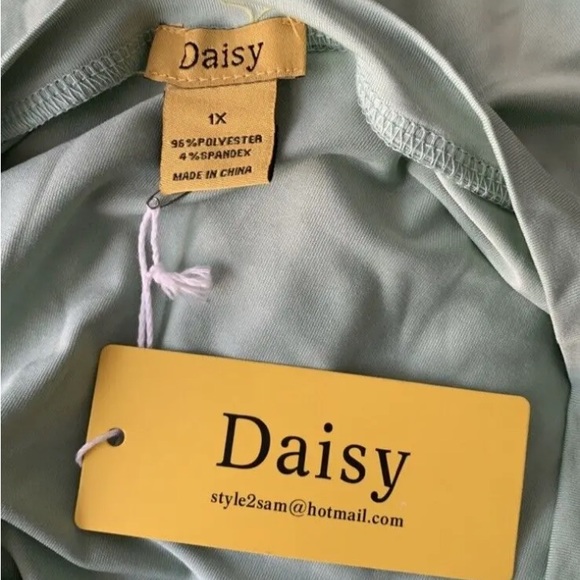 Daisy
1X
96%POLYESTER
4%SPANDEX
MADE IN CHINA
Daisy
style2sam@hotmail.com